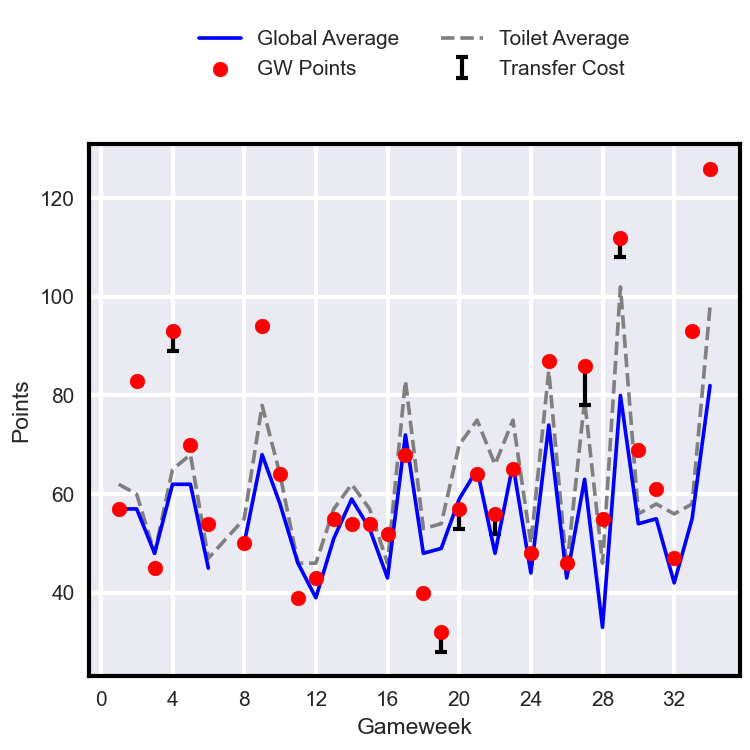 Global Average
Toilet Average
GW Points
Transfer Cost
120
100
80
60
40
Points
0 4 8 12 16 20 24 28 32
Gameweek